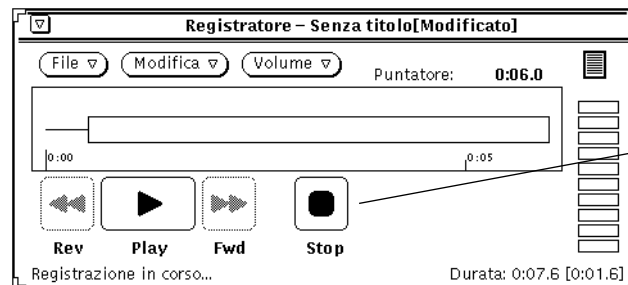 Registratore – Senza titolo[Modificato]
File Modifica Volume Puntatore: 0:06.0
0:00 0:05
Rev Play Fwd Stop
Registrazione in corso... Durata: 0:07.6 [0:01.6]